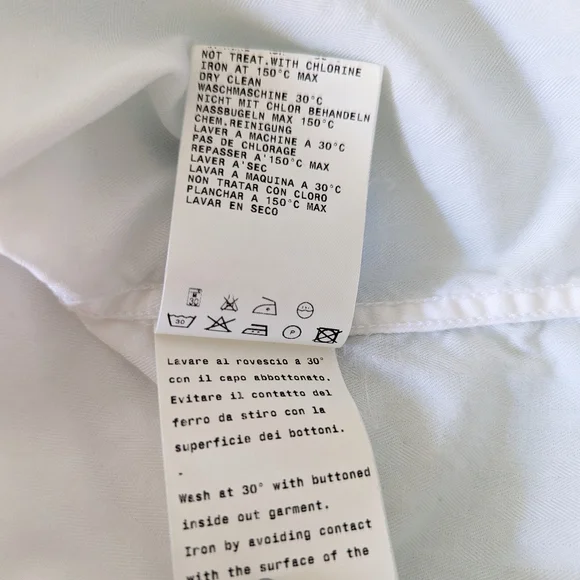 NOT TREAT.WITH CHLORINE
IRON AT 150°C MAX
DRY CLEAN
WASCHMASCHINE 30°C
NICHT MIT CHLOR BEHANDELN
NASSBUGELN MAX 150°C
CHEM.REINIGUNG
LAVER A MACHINE A 30°C
PAS DE CHLORAGE
REPASSER A'150°C MAX
LAVER A'SEC
LAVAR A MAQUINA A 30°C
NON TRATAR CON CLORO
PLANCHAR A 150°C MAX
LAVAR EN SECO
30 P
Lavare al rovescio a 30°
con il capo abbottonato.
Evitare il contatto del
ferro da stiro con la
superficie dei bottoni.
-
Wash at 30° with buttoned
inside out garment.
Iron by avoiding contact
with the surface of the